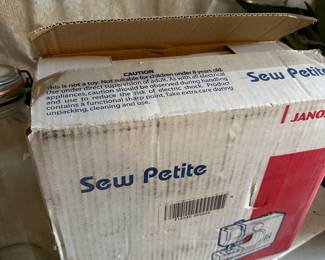 CAUTION
This is not a toy. Not suitable for children under 8 years old.
under direct supervision of adult. As with all electrical
appliances, caution should be observed during handling
and use to reduce the risk of electric shock. Product
contains a functional sharp point. Take extra care during
unpacking, cleaning and use.
Sew Petite
JANO
Sew Petite